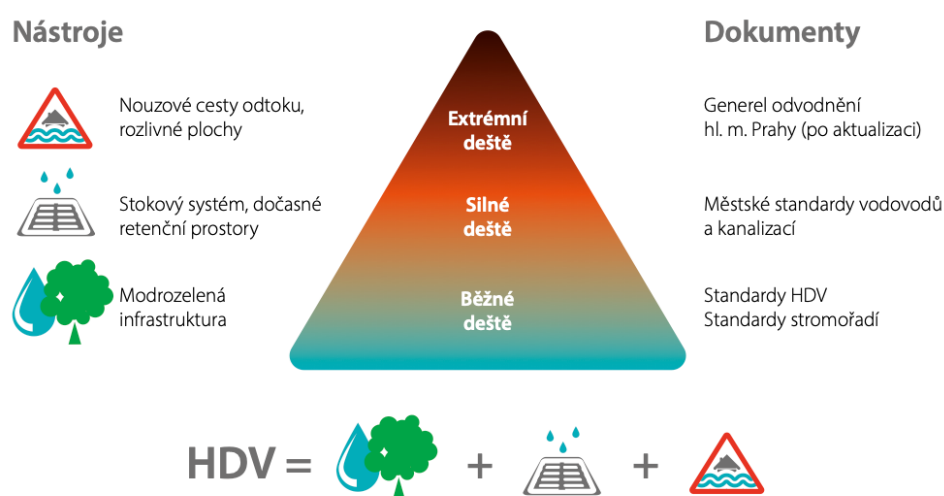 Nástroje
Dokumenty
Nouzové cesty odtoku,
rozlivné plochy
Extrémní
deště
Generel odvodnění
hl. m. Prahy (po aktualizaci)
Stokový systém, dočasné
retenční prostory
Silné
deště
Městské standardy vodovodů
a kanalizací
Modrozelená
infrastruktura
Běžné
deště
Standardy HDV
Standardy stromořadí
HDV = + +